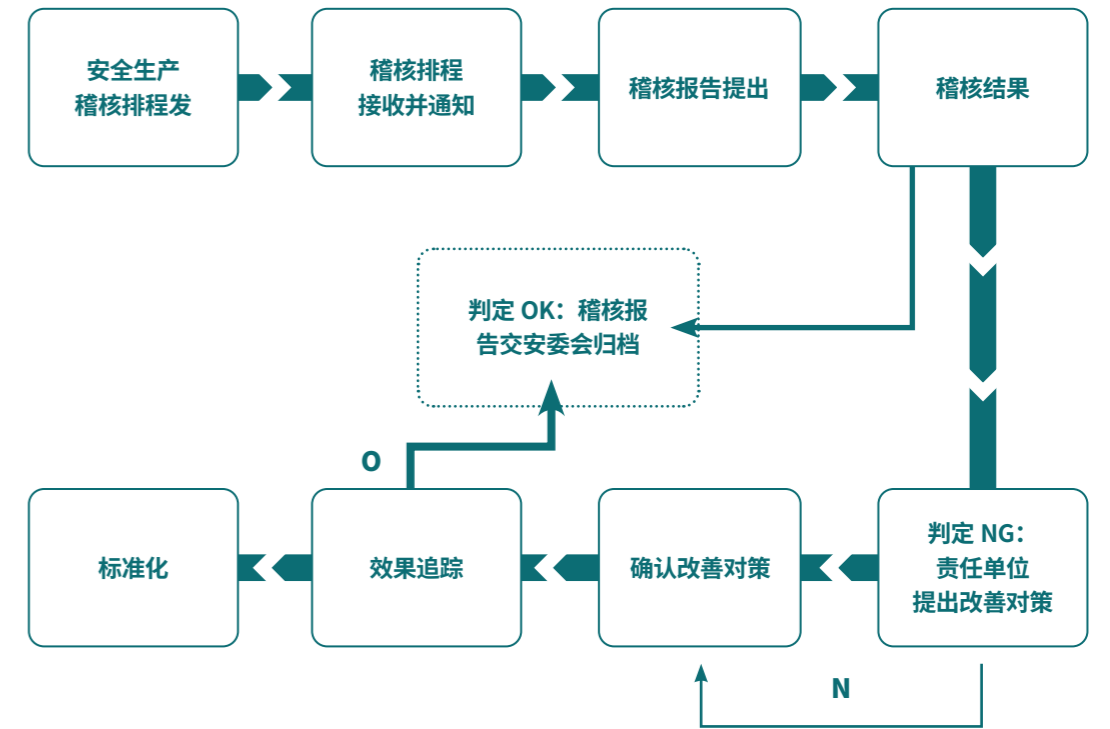 安全生产
稽核排程发
稽核排程
接收并通知
稽核报告提出
稽核结果
判定 OK：稽核报
告交安委会归档
O
标准化
效果追踪
确认改善对策
判定 NG：
责任单位
提出改善对策
N